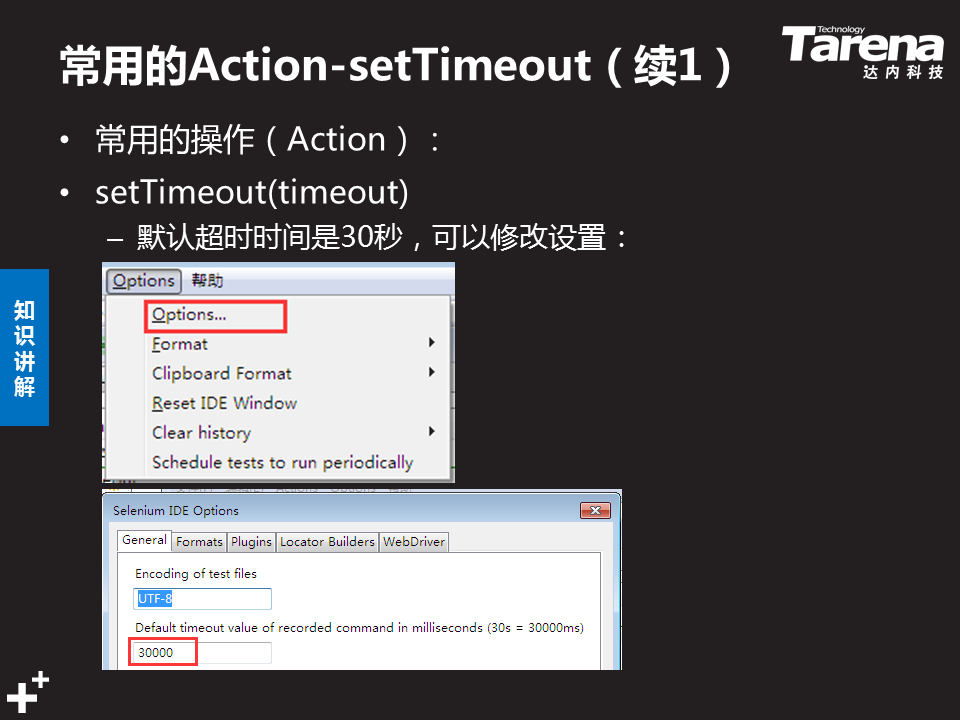 常用的Action-setTimeout（续1）
Technology
Tarena
达内科技
• 常用的操作（Action）：
• setTimeout(timeout)
– 默认超时时间是30秒，可以修改设置：
知识讲解
Options 帮助
Options...
Format
Clipboard Format
Reset IDE Window
Clear history
Schedule tests to run periodically
Selenium IDE Options
General Formats Plugins Locator Builders WebDriver
Encoding of test files
UTF-8
Default timeout value of recorded command in milliseconds (30s = 30000ms)
30000